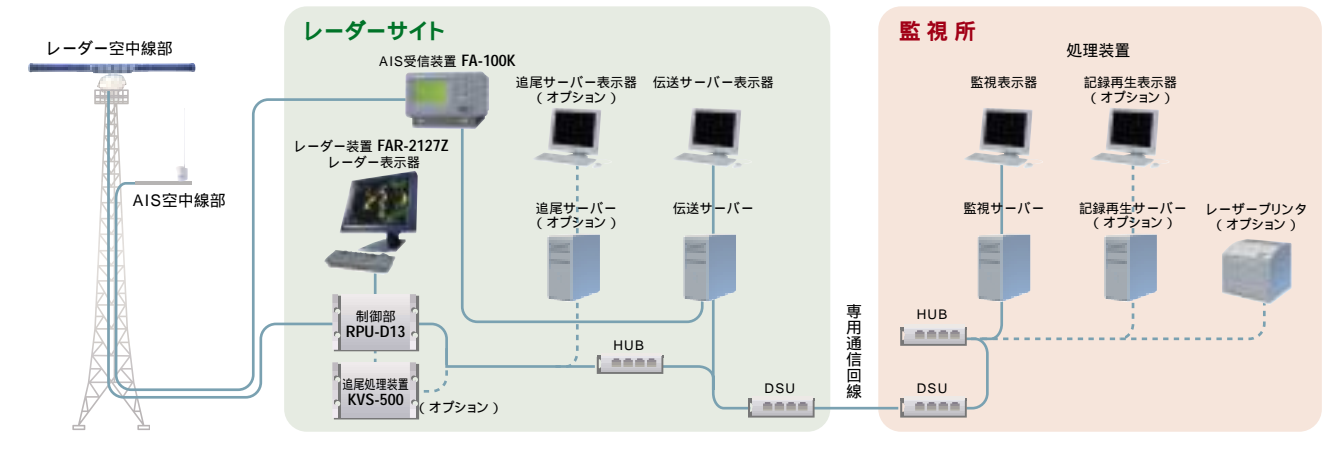 レーダー空中線部
AIS空中線部
レーダーサイト
AIS受信装置 FA-100K
追尾サーバー表示器
（オプション）
伝送サーバー表示器
レーダー装置 FAR-2127Z
レーダー表示器
追尾サーバー
（オプション）
伝送サーバー
制御部
RPU-D13
追尾処理装置
KVS-500
（オプション）
HUB
DSU
専用通信回線
監視所
処理装置
監視表示器
記録再生表示器
（オプション）
監視サーバー
記録再生サーバー
（オプション）
レーザープリンタ
（オプション）
HUB
DSU